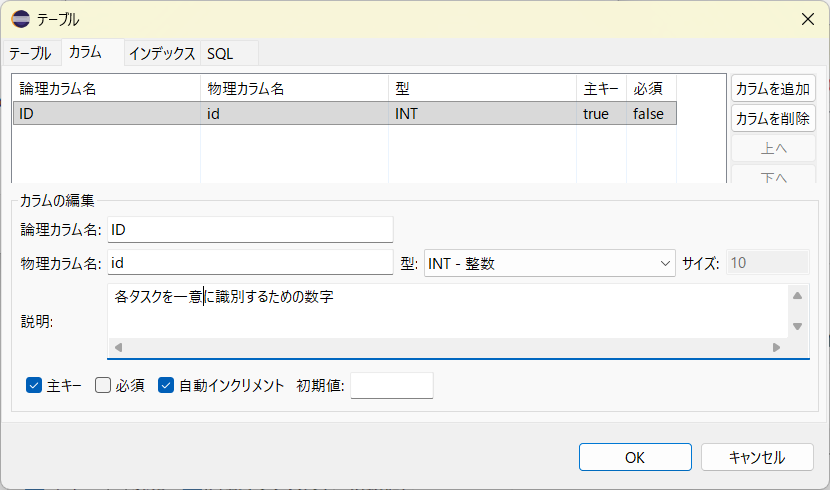 テーブル
テーブル カラム インデックス SQL
論理カラム名 物理カラム名 型 主キー 必須 カラムを追加
ID id INT true false カラムを削除
上へ
下へ
カラムの編集
論理カラム名: ID
物理カラム名: id 型: INT - 整数 サイズ: 10
各タスクを一意に識別するための数字
説明:
主キー 必須 自動インクリメント 初期値:
OK キャンセル